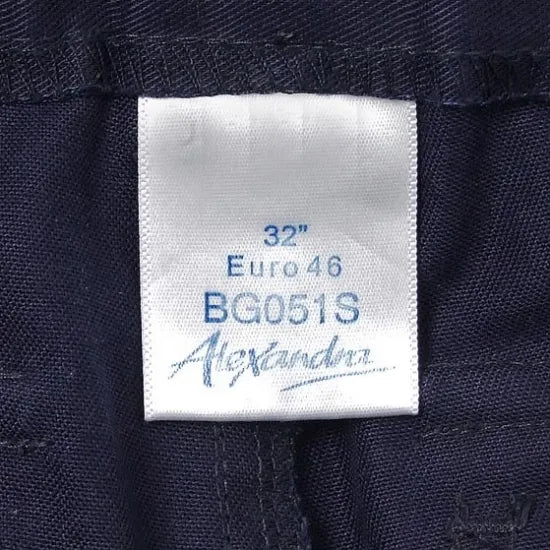 32"
Euro 46
BG051S
Alexandra